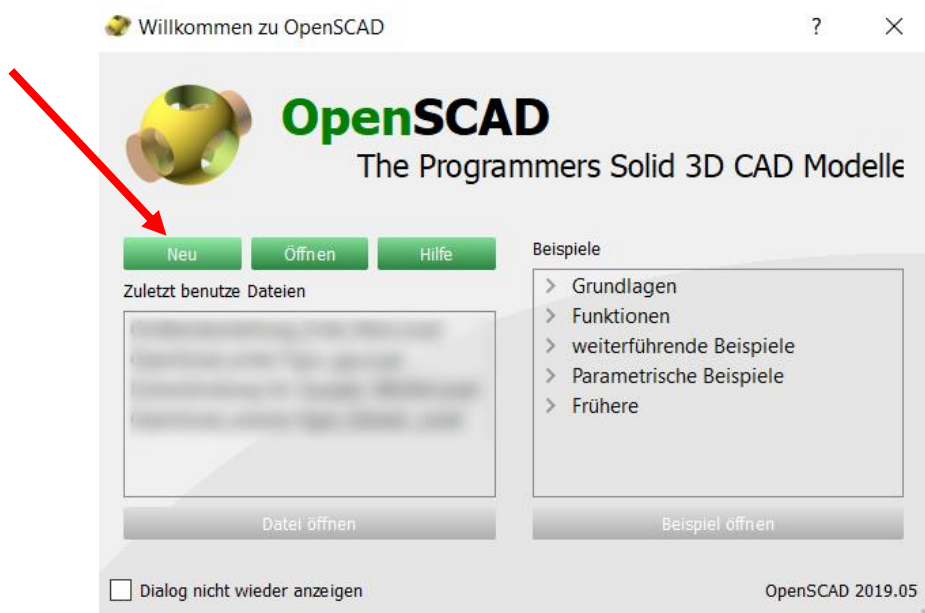 Willkommen zu OpenSCAD
OpenSCAD
The Programmers Solid 3D CAD Modelle
Neu
Öffnen
Hilfe
Zuletzt benutze Dateien
Datei öffnen
Beispiele
Grundlagen
Funktionen
weiterführende Beispiele
Parametrische Beispiele
Frühere
Beispiel öffnen
Dialog nicht wieder anzeigen
OpenSCAD 2019.05